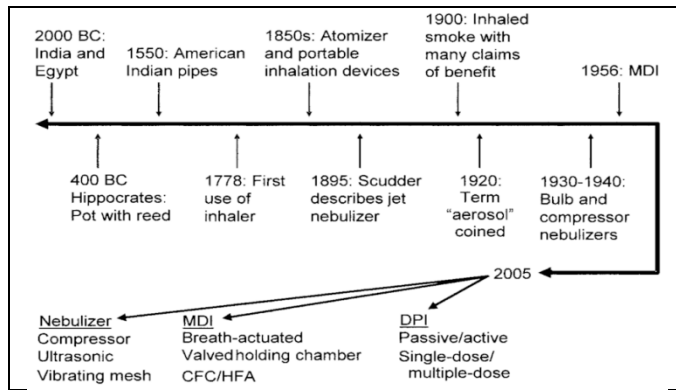 2000 BC:
India and
Egypt
1550: American
Indian pipes
1850s: Atomizer
and portable
inhalation devices
1900: Inhaled
smoke with
many claims
of benefit
1956: MDI
400 BC
Hippocrates:
Pot with reed
1778: First
use of
inhaler
1895: Scudder
describes jet
nebulizer
1920:
Term
"aerosol"
coined
1930-1940:
Bulb and
compressor
nebulizers
2005
Nebulizer
Compressor
Ultrasonic
Vibrating mesh
MDI
Breath-actuated
Valved holding chamber
CFC/HFA
DPI
Passive/active
Single-dose/
multiple-dose